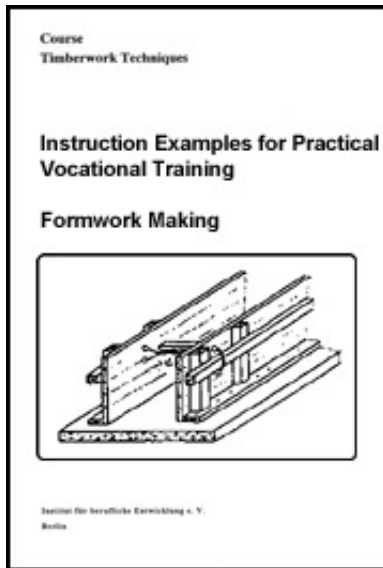 Course
Timberwork Techniques
Instruction Examples for Practical
Vocational Training
Formwork Making
Institut für berufliche Entwicklung e. V.
Berlin